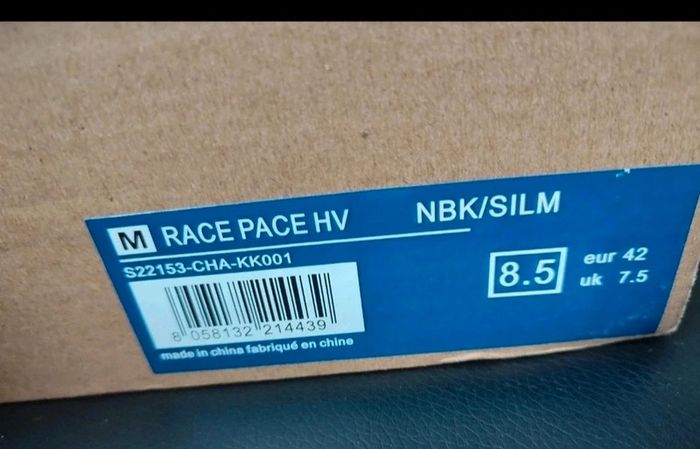 M RACE PACE HV NBK/SILM
S22153-CHA-KK001
8.5 eur 42
uk 7.5
8 058132 214439
made in china fabriqué en chine